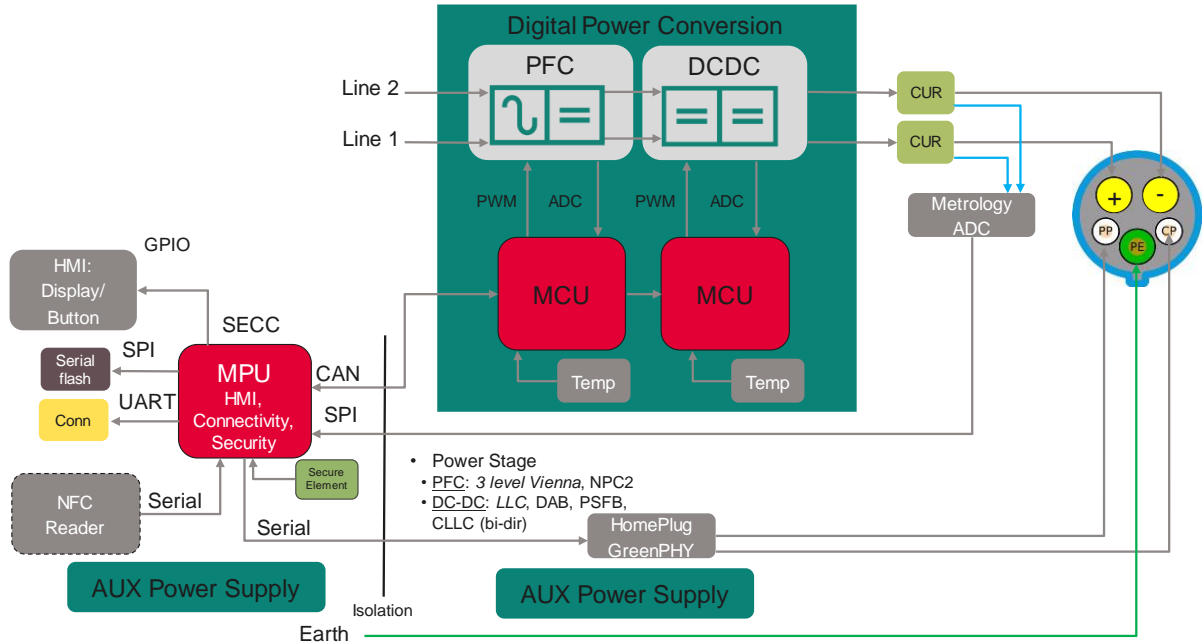 Digital Power Conversion
PFC
DCDC
Line 2
Line 1
CUR
CUR
PWM
ADC
PWM
ADC
Metrology
ADC
+
-
PP
CP
PE
MCU
MCU
Temp
Temp
GPIO
HMI:
Display/
Button
SECC
SPI
Serial
flash
MPU
HMI,
Connectivity,
Security
CAN
UART
Conn
SPI
Secure
Element
NFC
Reader
Serial
Serial
• Power Stage
• PFC: 3 level Vienna, NPC2
• DC-DC: LLC, DAB, PSFB,
CLLC (bi-dir)
HomePlug
GreenPHY
AUX Power Supply
Isolation
AUX Power Supply
Earth